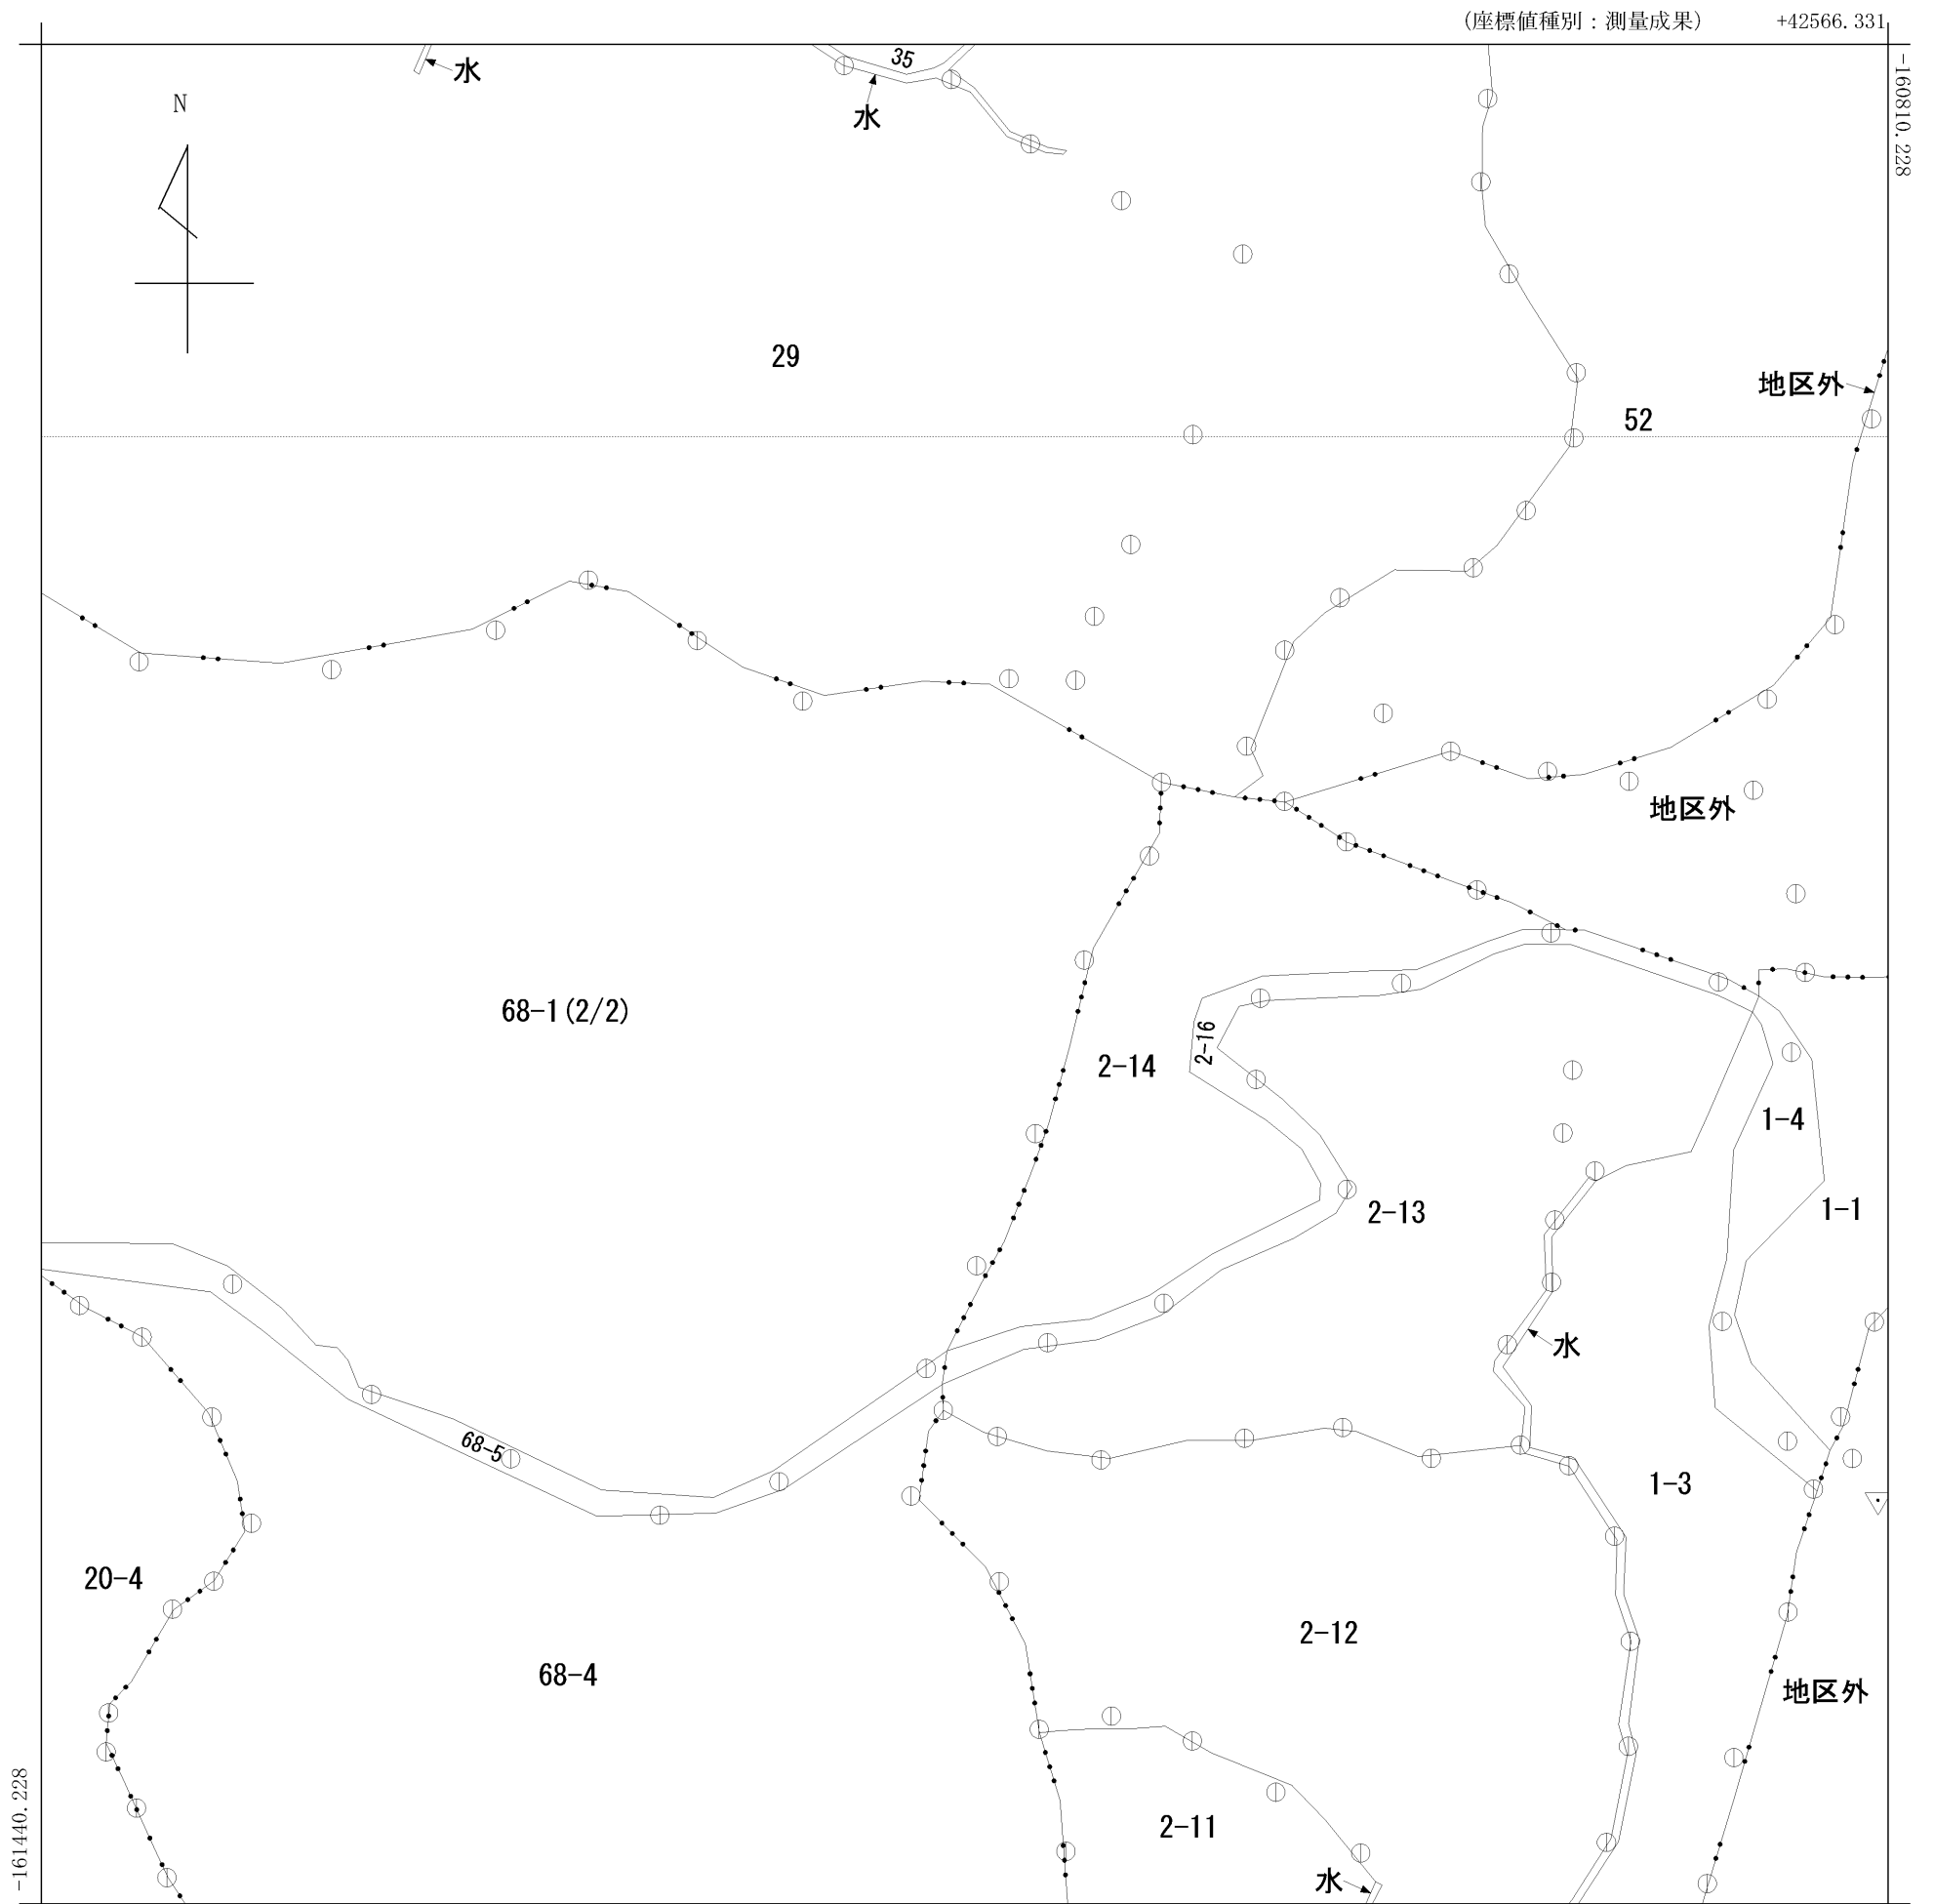 (座標値種別：測量成果) +42566.331
-160810.228
35
水
水
N
29
地区外
52
地区外
68-1(2/2)
2-16
2-14
1-4
2-13
1-1
水
68-5
1-3
20-4
2-12
68-4
地区外
2-11
水
-161440.228